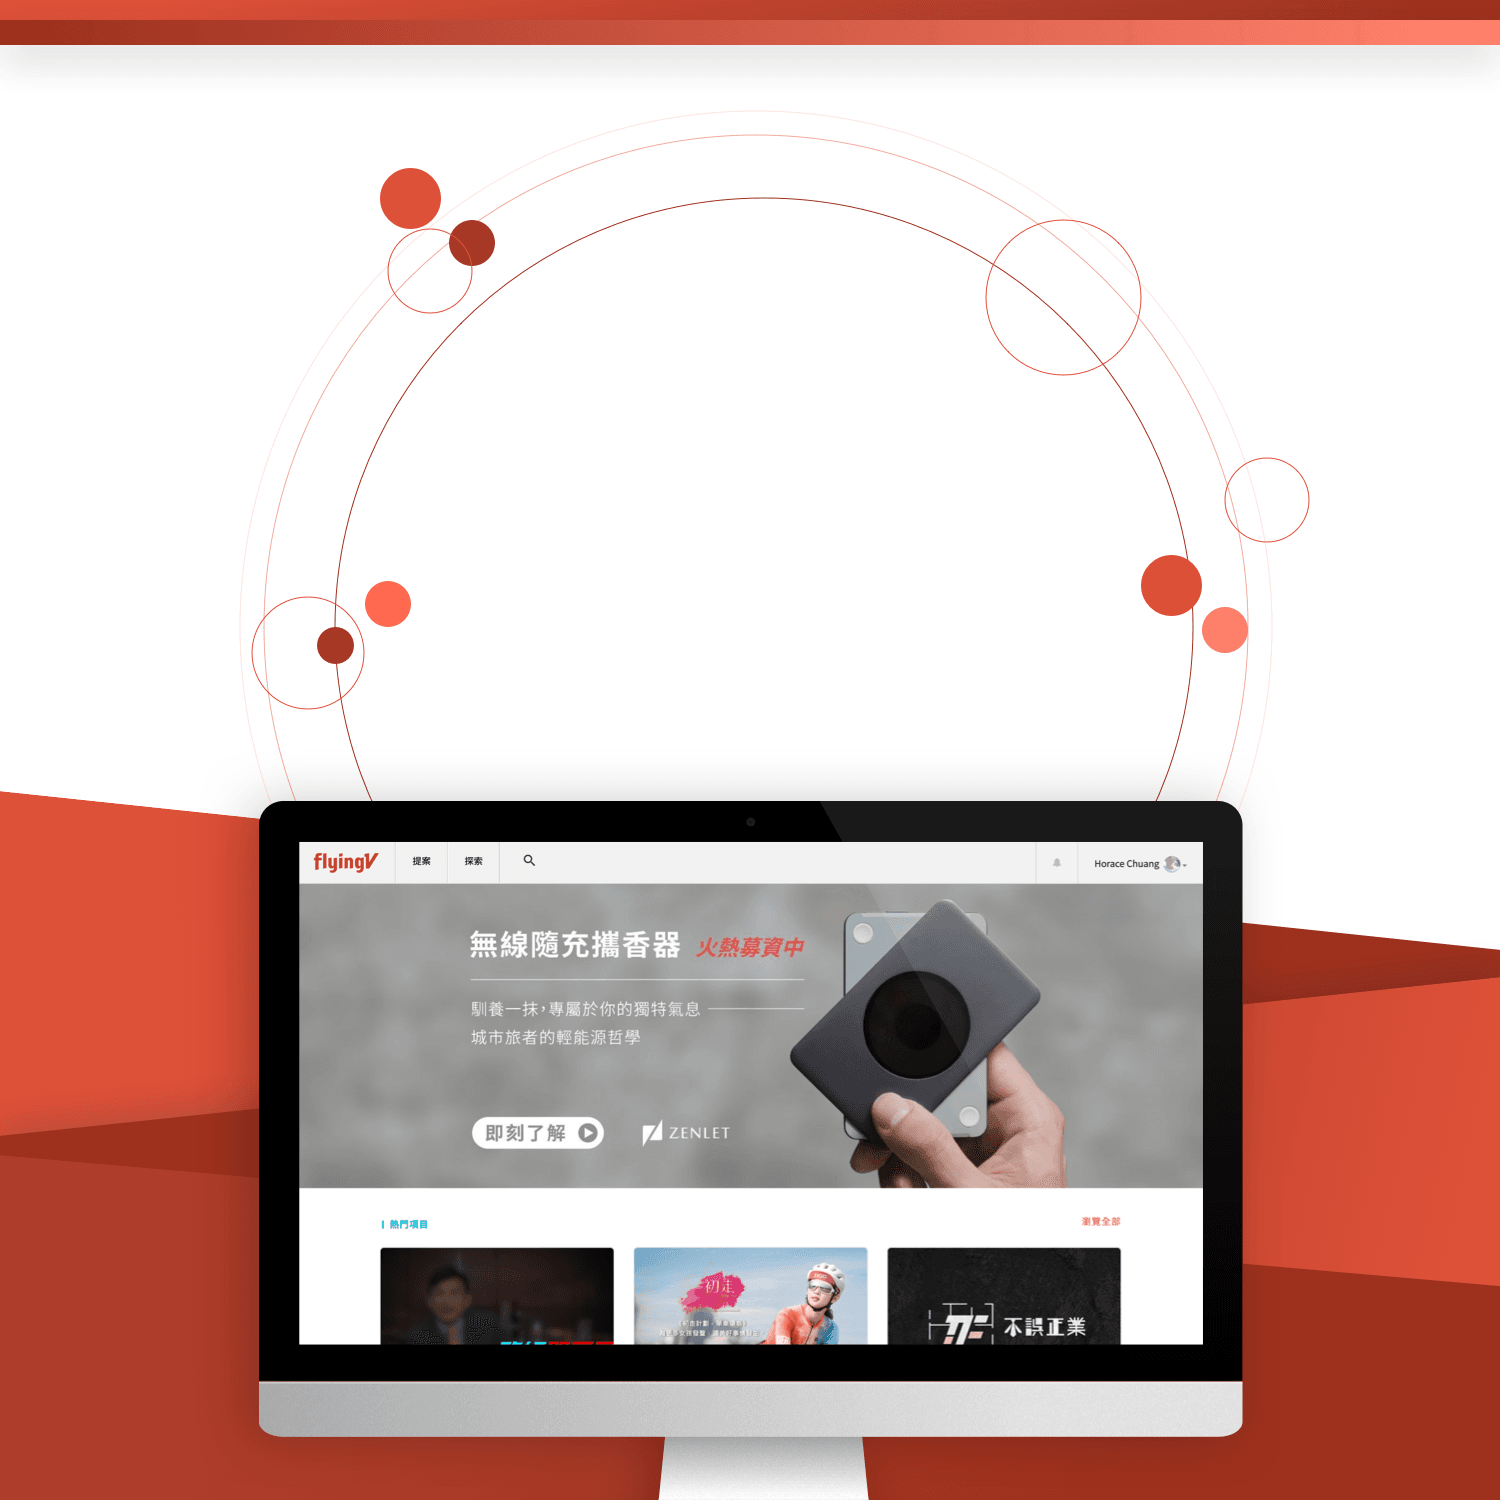 flyingV
提案
探索
Horace Chuang
無線隨充攜香器 火熱募資中
馴養一抹,專屬於你的獨特氣息
城市旅者的輕能源哲學
即刻了解
ZENLET
熱門項目
瀏覽全部
初走
不誤正業